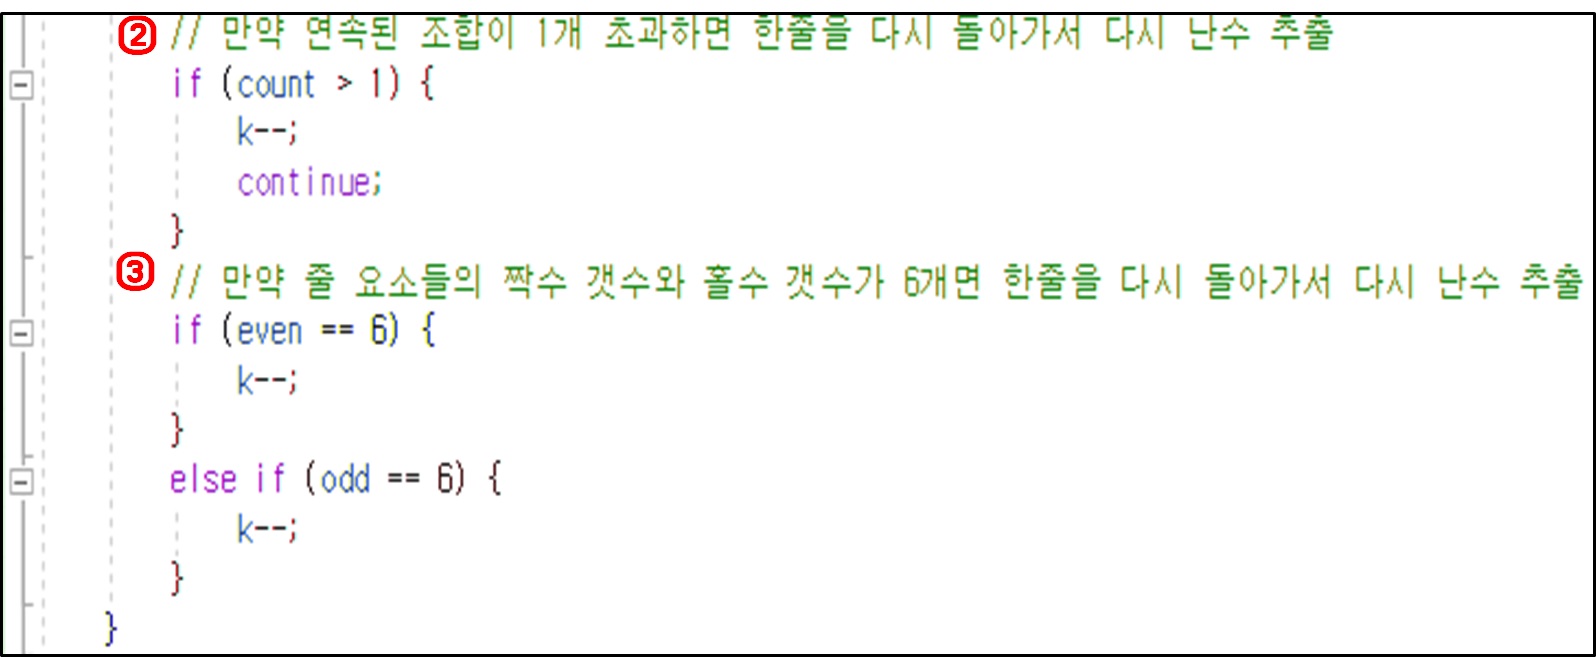 ② // 만약 연속된 조합이 1개 초과하면 한줄을 다시 돌아가서 다시 난수 추출
if (count > 1) {
k--;
continue;
}
③ // 만약 줄 요소들의 짝수 갯수와 홀수 갯수가 6개면 한줄을 다시 돌아가서 다시 난수 추출
if (even == 6) {
k--;
}
else if (odd == 6) {
k--;
}
}